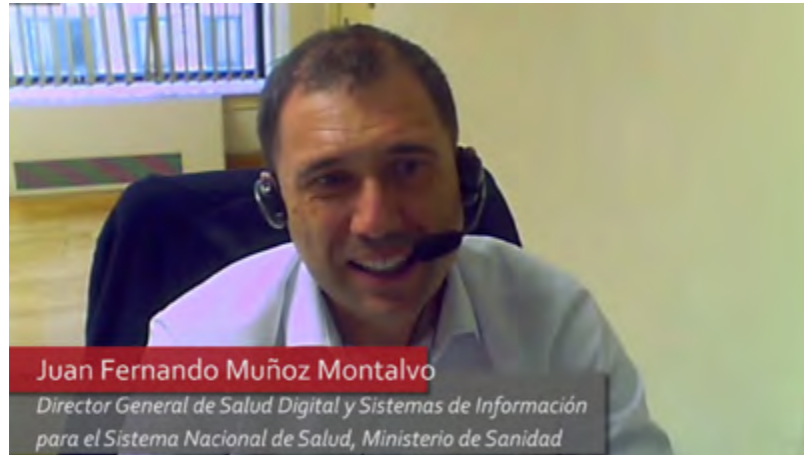 Juan Fernando Muñoz Montalvo
Director General de Salud Digital y Sistemas de Información
para el Sistema Nacional de Salud, Ministerio de Sanidad